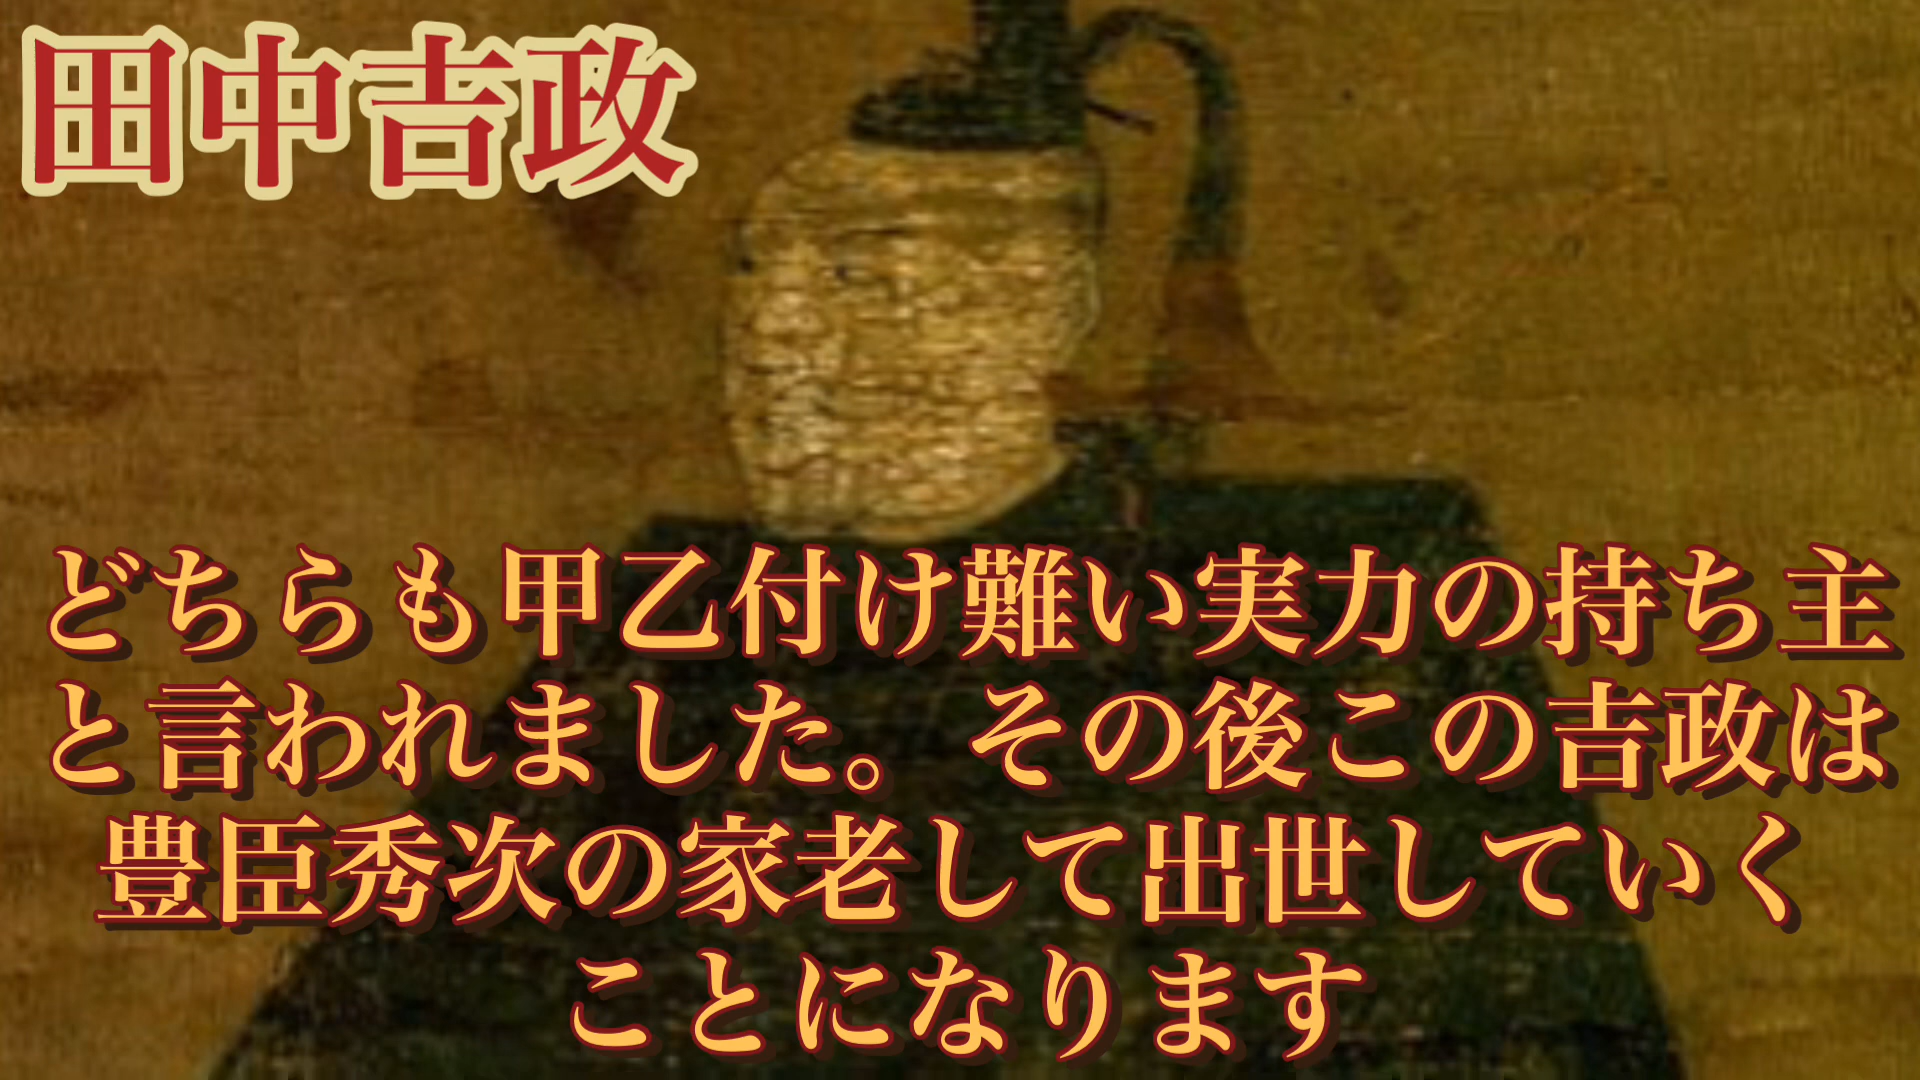 田中吉政
どちらも甲乙付け難い実力の持ち主
と言われました。その後この吉政は
豊臣秀次の家老して出世していく
ことになります